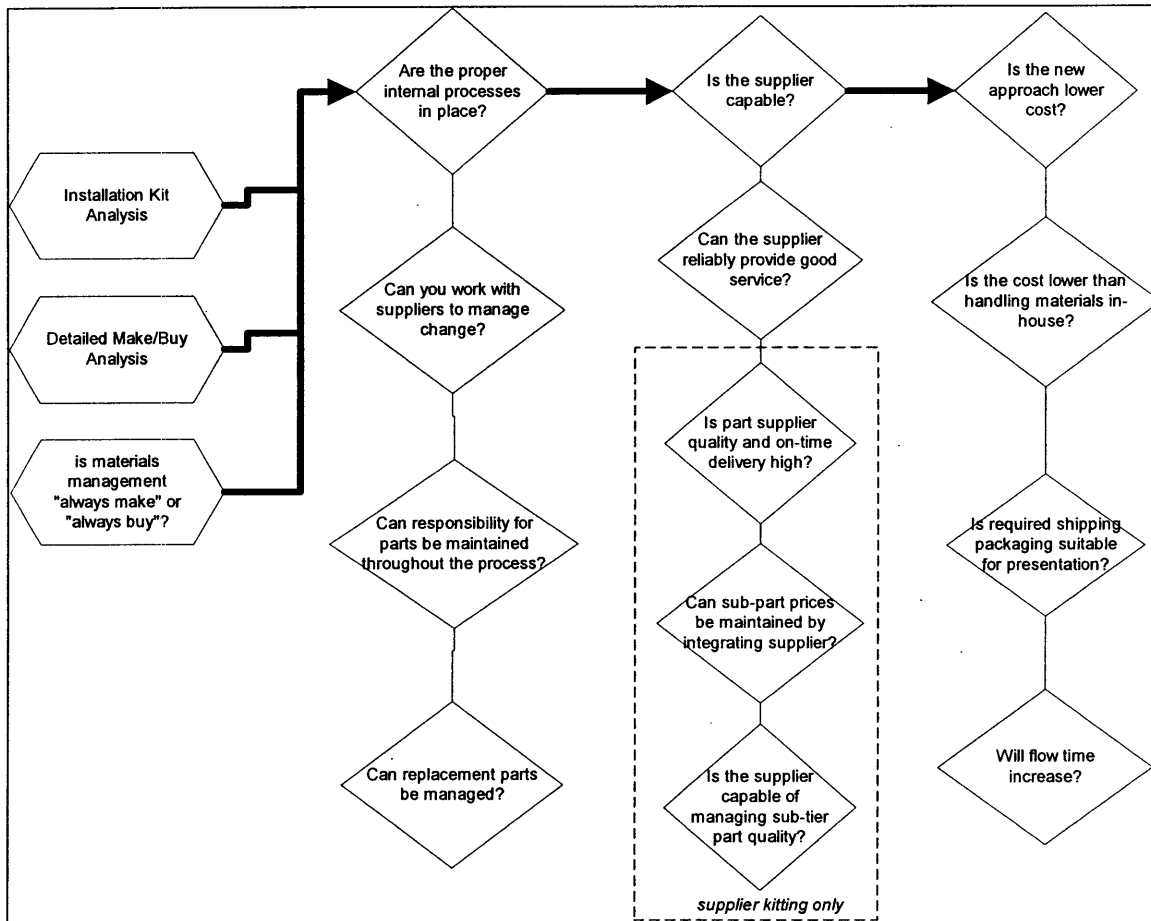 Installation Kit
Analysis
Detailed Make/Buy
Analysis
is materials
management
"always make" or
"always buy"?
Are the proper
internal processes
in place?
Can you work with
suppliers to manage
change?
Can responsibility for
parts be maintained
throughout the process?
Can replacement parts
be managed?
Is the supplier
capable?
Can the supplier
reliably provide good
service?
Is part supplier
quality and on-time
delivery high?
Can sub-part prices
be maintained by
integrating supplier?
Is the supplier
capable of
managing sub-tier
part quality?
supplier kitting only
Is the new
approach lower
cost?
Is the cost lower than
handling materials in-
house?
Is required shipping
packaging suitable
for presentation?
Will flow time
increase?